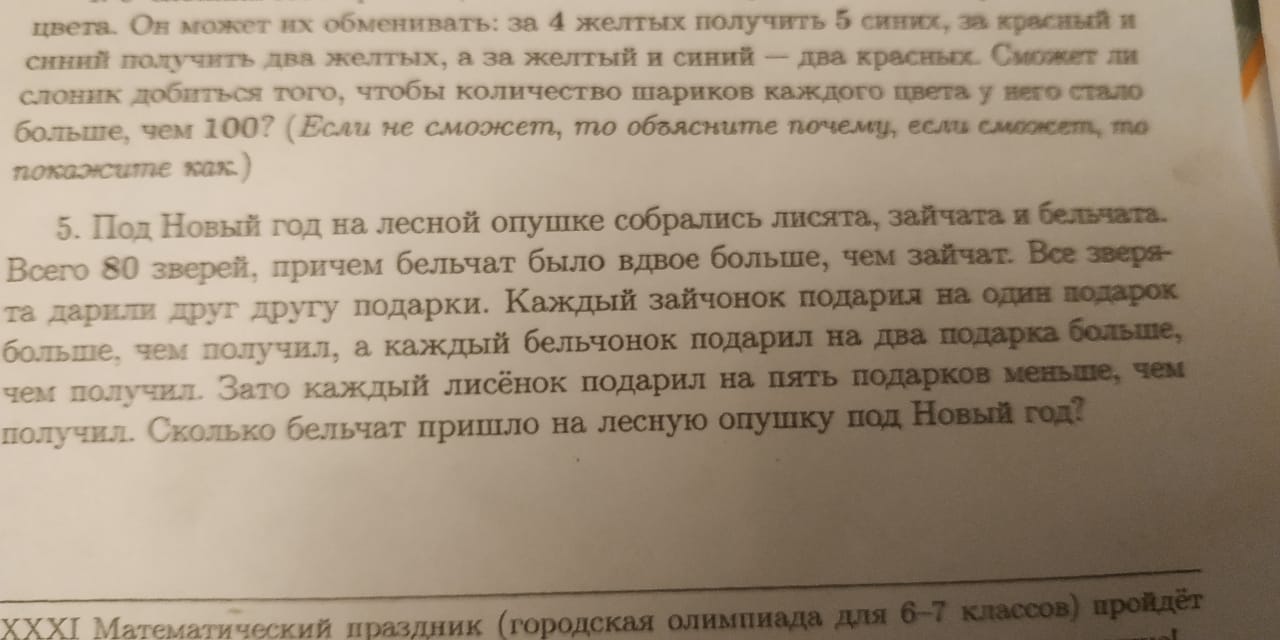 цвета. Он может их обменивать: за 4 желтых получить 5 синих, за красный и
синий получить два желтых, а за желтый и синий — два красных. Сможет ли
слоник добиться того, чтобы количество шариков каждого цвета у него стало
больше, чем 100? (Если не сможет, то объясните почему, если сможет, то
покажите как.)
5. Под Новый год на лесной опушке собрались лисята, зайчата и бельчата.
Всего 80 зверей, причем бельчат было вдвое больше, чем зайчат. Все зверя-
та дарили друг другу подарки. Каждый зайчонок подарил на один подарок
больше, чем получил, а каждый бельчонок подарил на два подарка больше,
чем получил. Зато каждый лисёнок подарил на пять подарков меньше, чем
получил. Сколько бельчат пришло на лесную опушку под Новый год?
XXXI Математический праздник (городская олимпиада для 6–7 классов) пройдёт